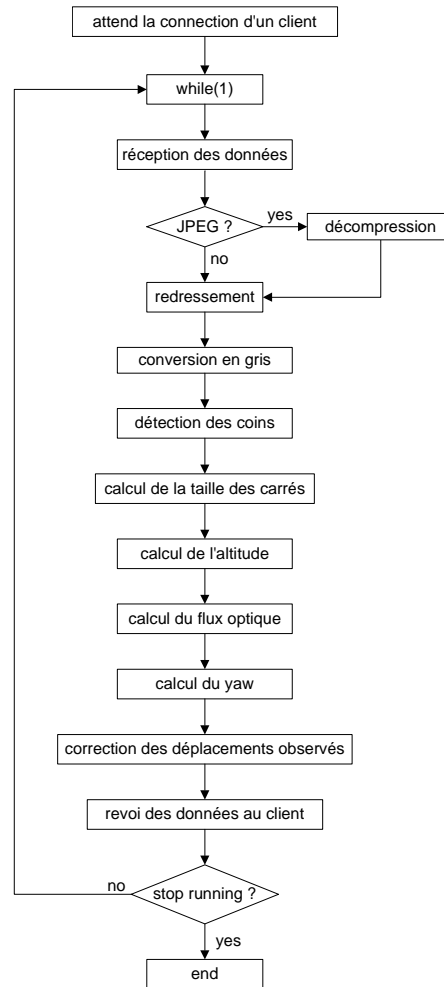 attend la connection d'un client
while(1)
réception des données
JPEG ?
yes
décompression
no
redressement
conversion en gris
détection des coins
calcul de la taille des carrés
calcul de l'altitude
calcul du flux optique
calcul du yaw
correction des déplacements observés
revoi des données au client
no
stop running ?
yes
end